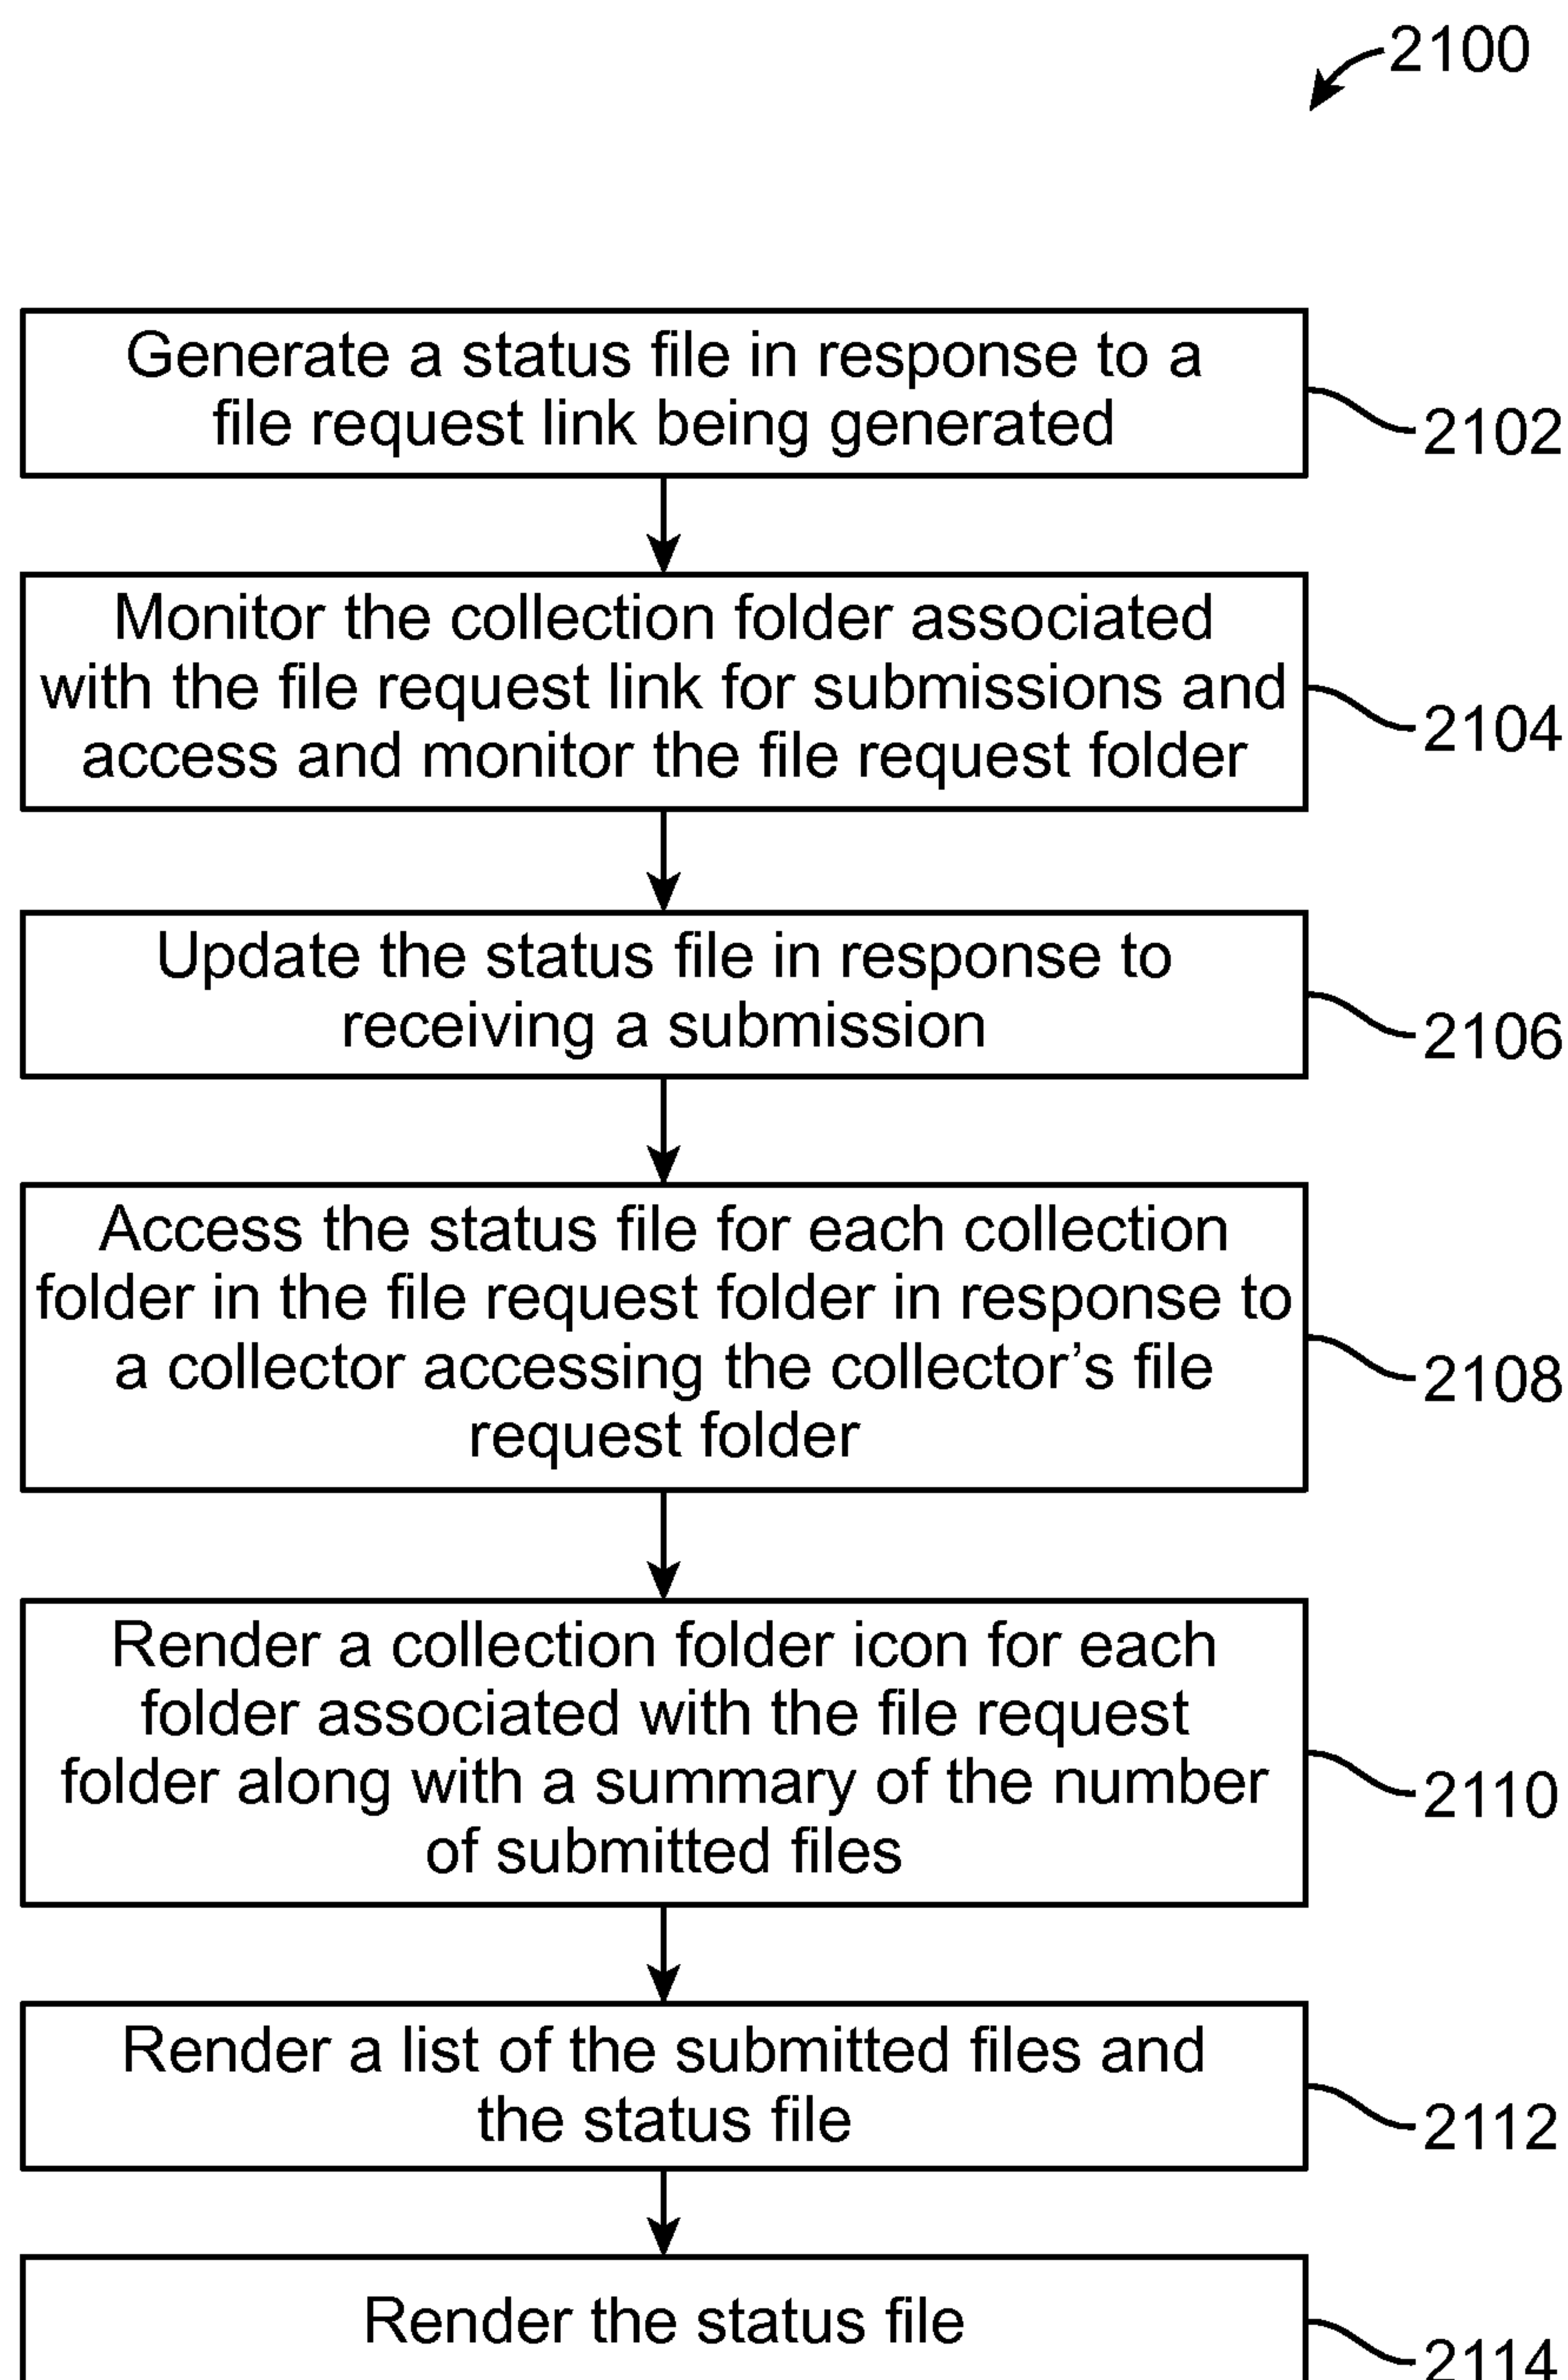 2100
Generate a status file in response to a
file request link being generated
2102
Monitor the collection folder associated
with the file request link for submissions and
access and monitor the file request folder
2104
Update the status file in response to
receiving a submission
2106
Access the status file for each collection
folder in the file request folder in response to
a collector accessing the collector’s file
request folder
2108
Render a collection folder icon for each
folder associated with the file request
folder along with a summary of the number
of submitted files
2110
Render a list of the submitted files and
the status file
2112
Render the status file
2114